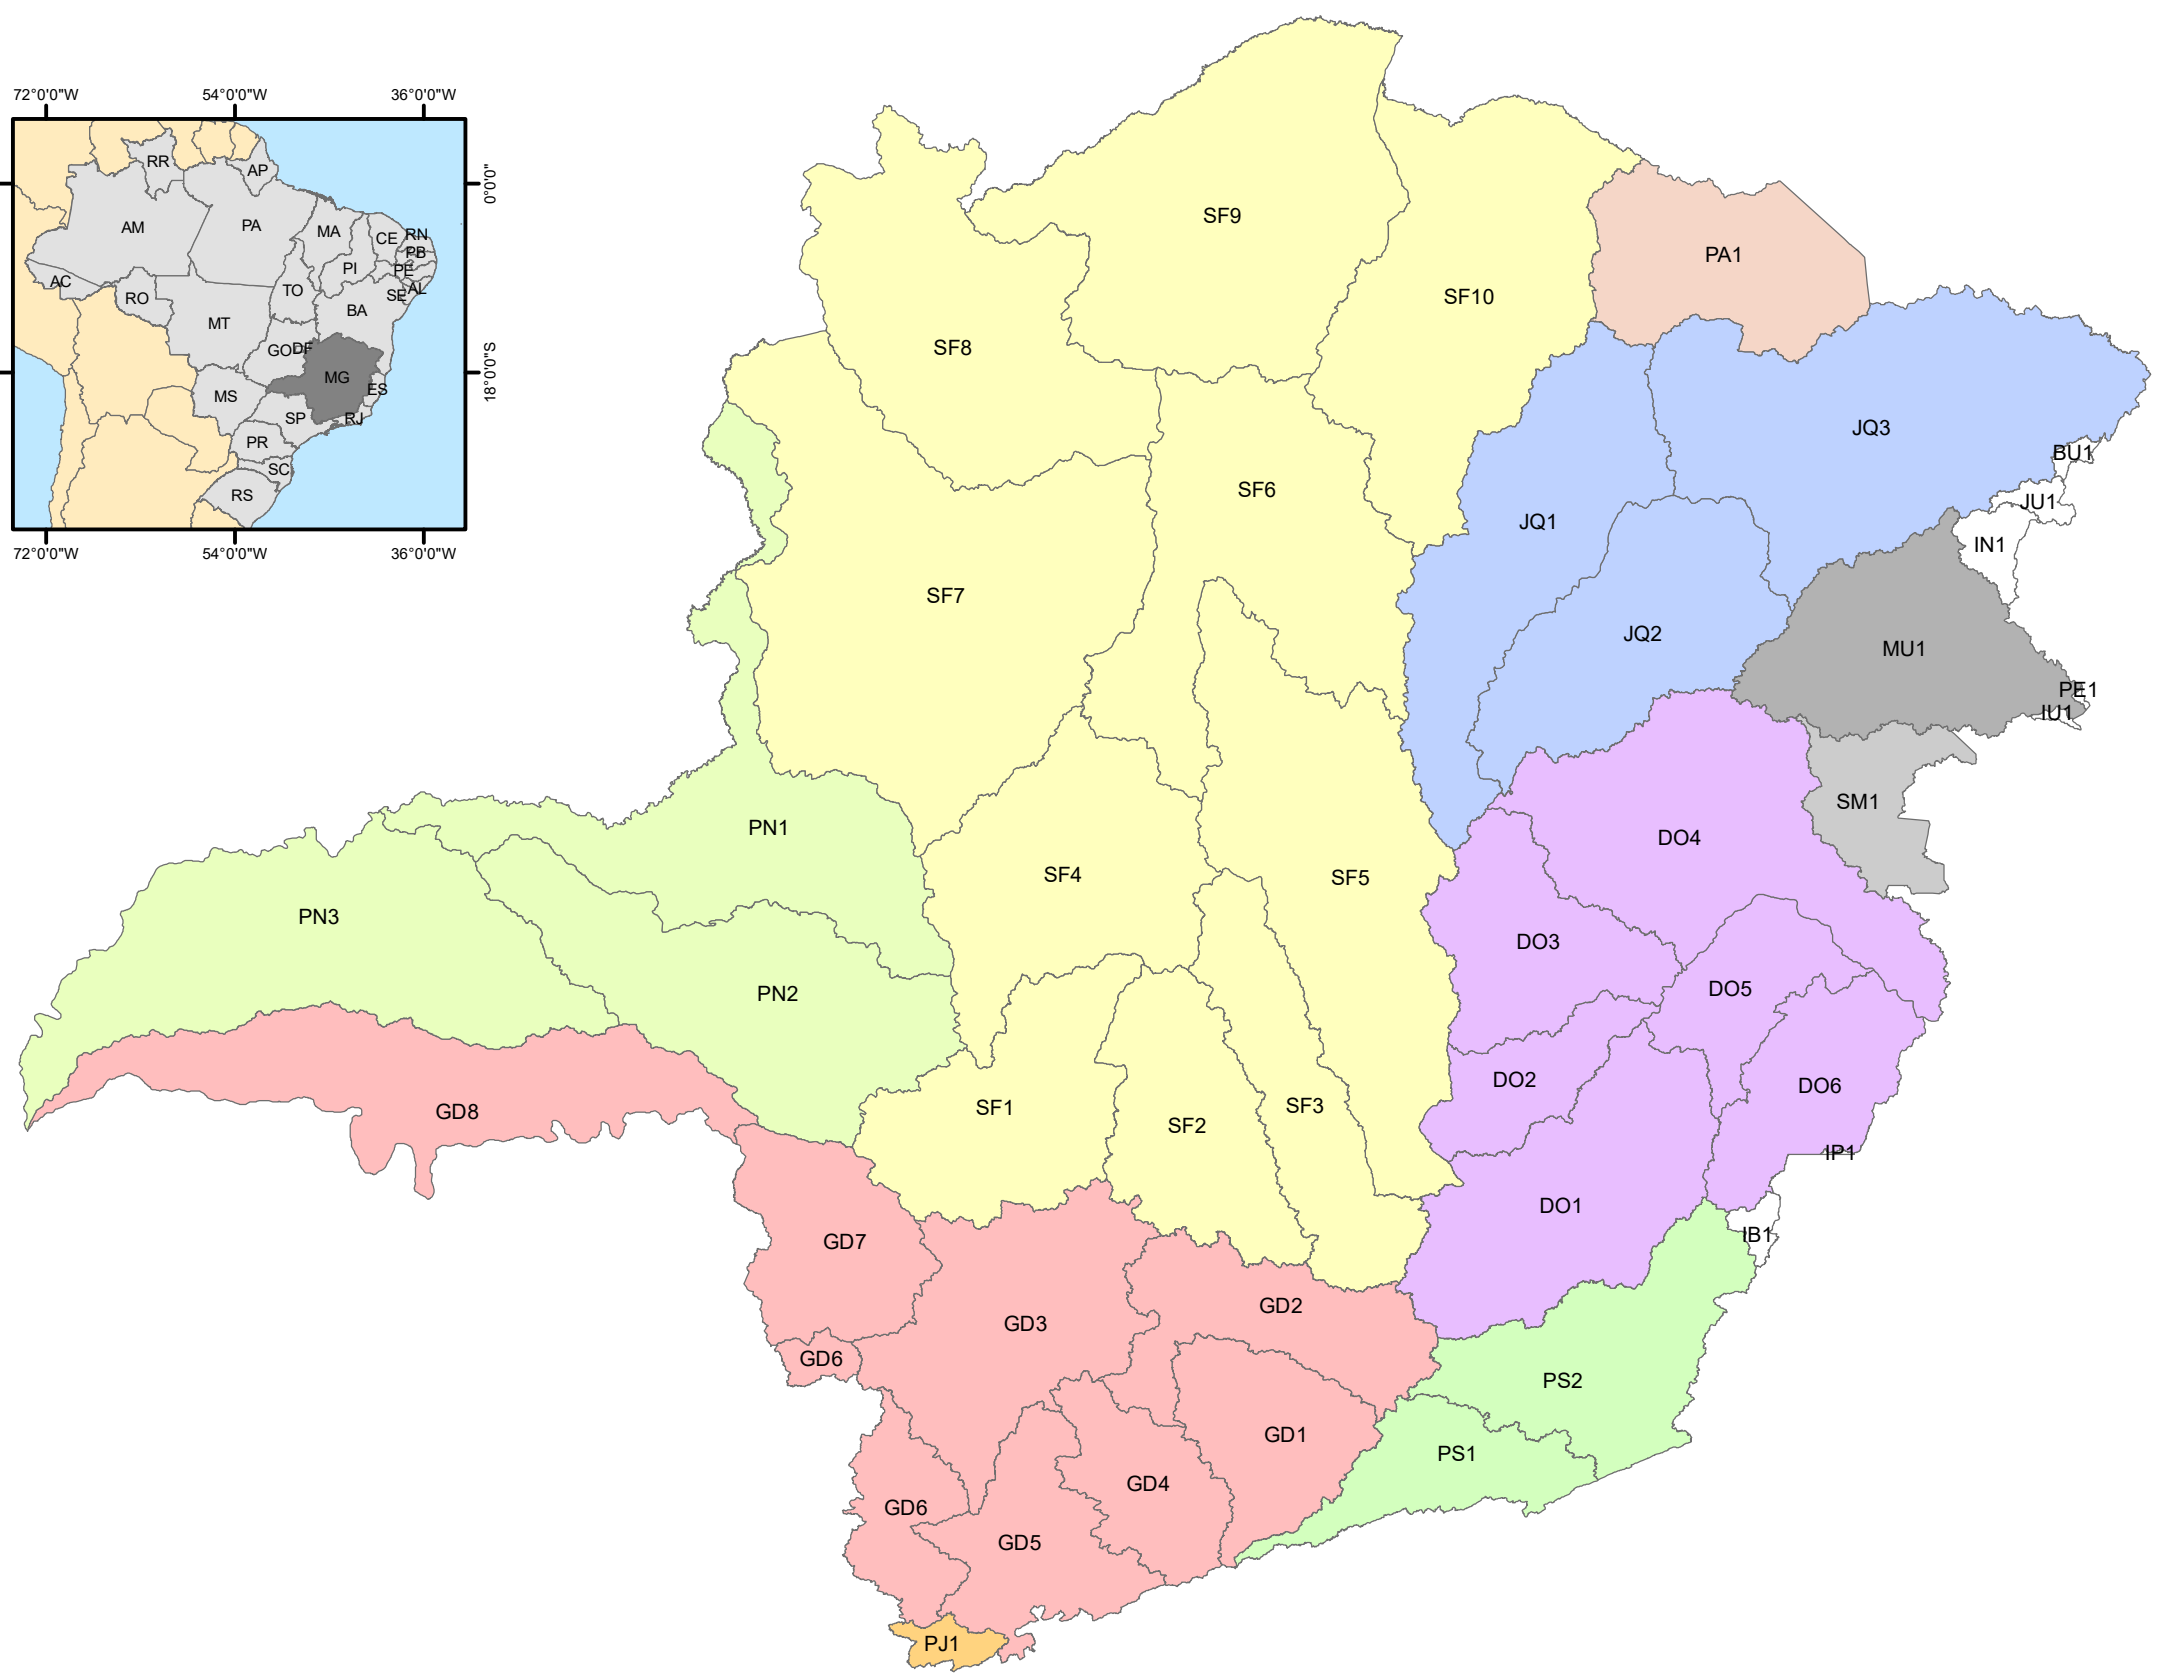 72°0'0"W 54°0'0"W 36°0'0"W
RR
AP
0°0'0"
AM
PA
MA
CE
RN
PB
PI
PE
AC
RO
TO
AL
SE
BA
MT
GO
DF
18°0'0"S
MG
MS
ES
SP
RJ
PR
SC
RS
72°0'0"W 54°0'0"W 36°0'0"W
SF9
PA1
SF10
SF8
JQ3
BU1
SF6
JU1
JQ1
IN1
SF7
JQ2
MU1
PE1
IU1
SM1
PN1
DO4
SF4
SF5
PN3
DO3
DO5
PN2
DO2
DO6
SF1
SF3
GD8
SF2
IP1
DO1
IB1
GD7
GD2
GD3
GD6
PS2
GD1
PS1
GD4
GD6
GD5
PJ1